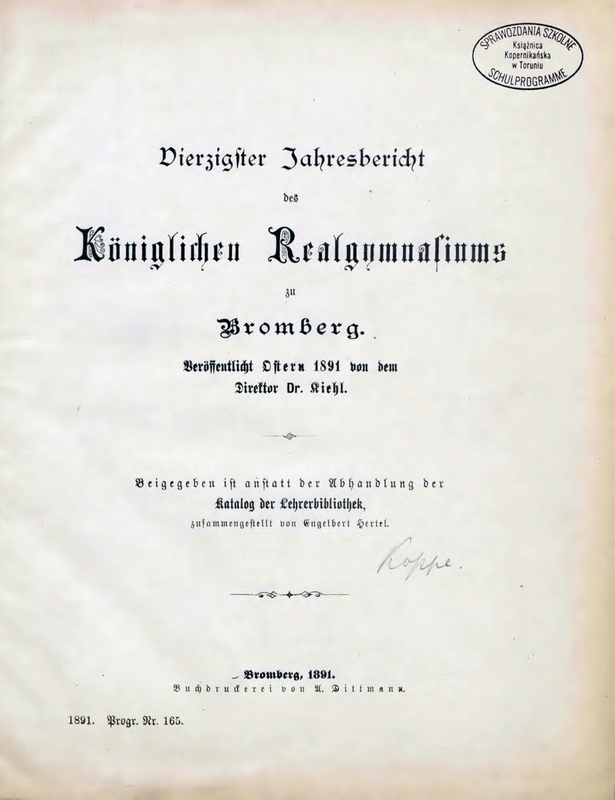 SPRAWOZDANIA SZKOLNE
Książnica
Kopernikańska
w Toruniu
SCHULPROGRAMME
Vierzigſter Jahresbericht
des
Königlichen Realgymnaſiums
zu
Bromberg.
Veröffentlicht Oſtern 1891 von dem
Direktor Dr. Kiehl.
Beigegeben iſt anſtatt der Abhandlung der
Katalog der Lehrerbibliothek,
zuſammengeſtellt von Engelbert Hertel.
Koppe.
Bromberg, 1891.
Buchdruckerei von A. Dittmann.
1891. Progr. Nr. 165.